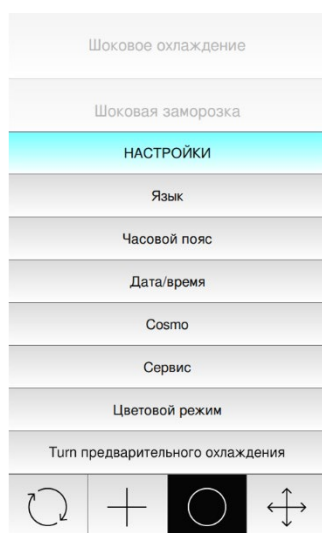 Шоковое охлаждение
Шоковая заморозка
НАСТРОЙКИ
Язык
Часовой пояс
Дата/время
Cosmo
Сервис
Цветовой режим
Turn предварительного охлаждения